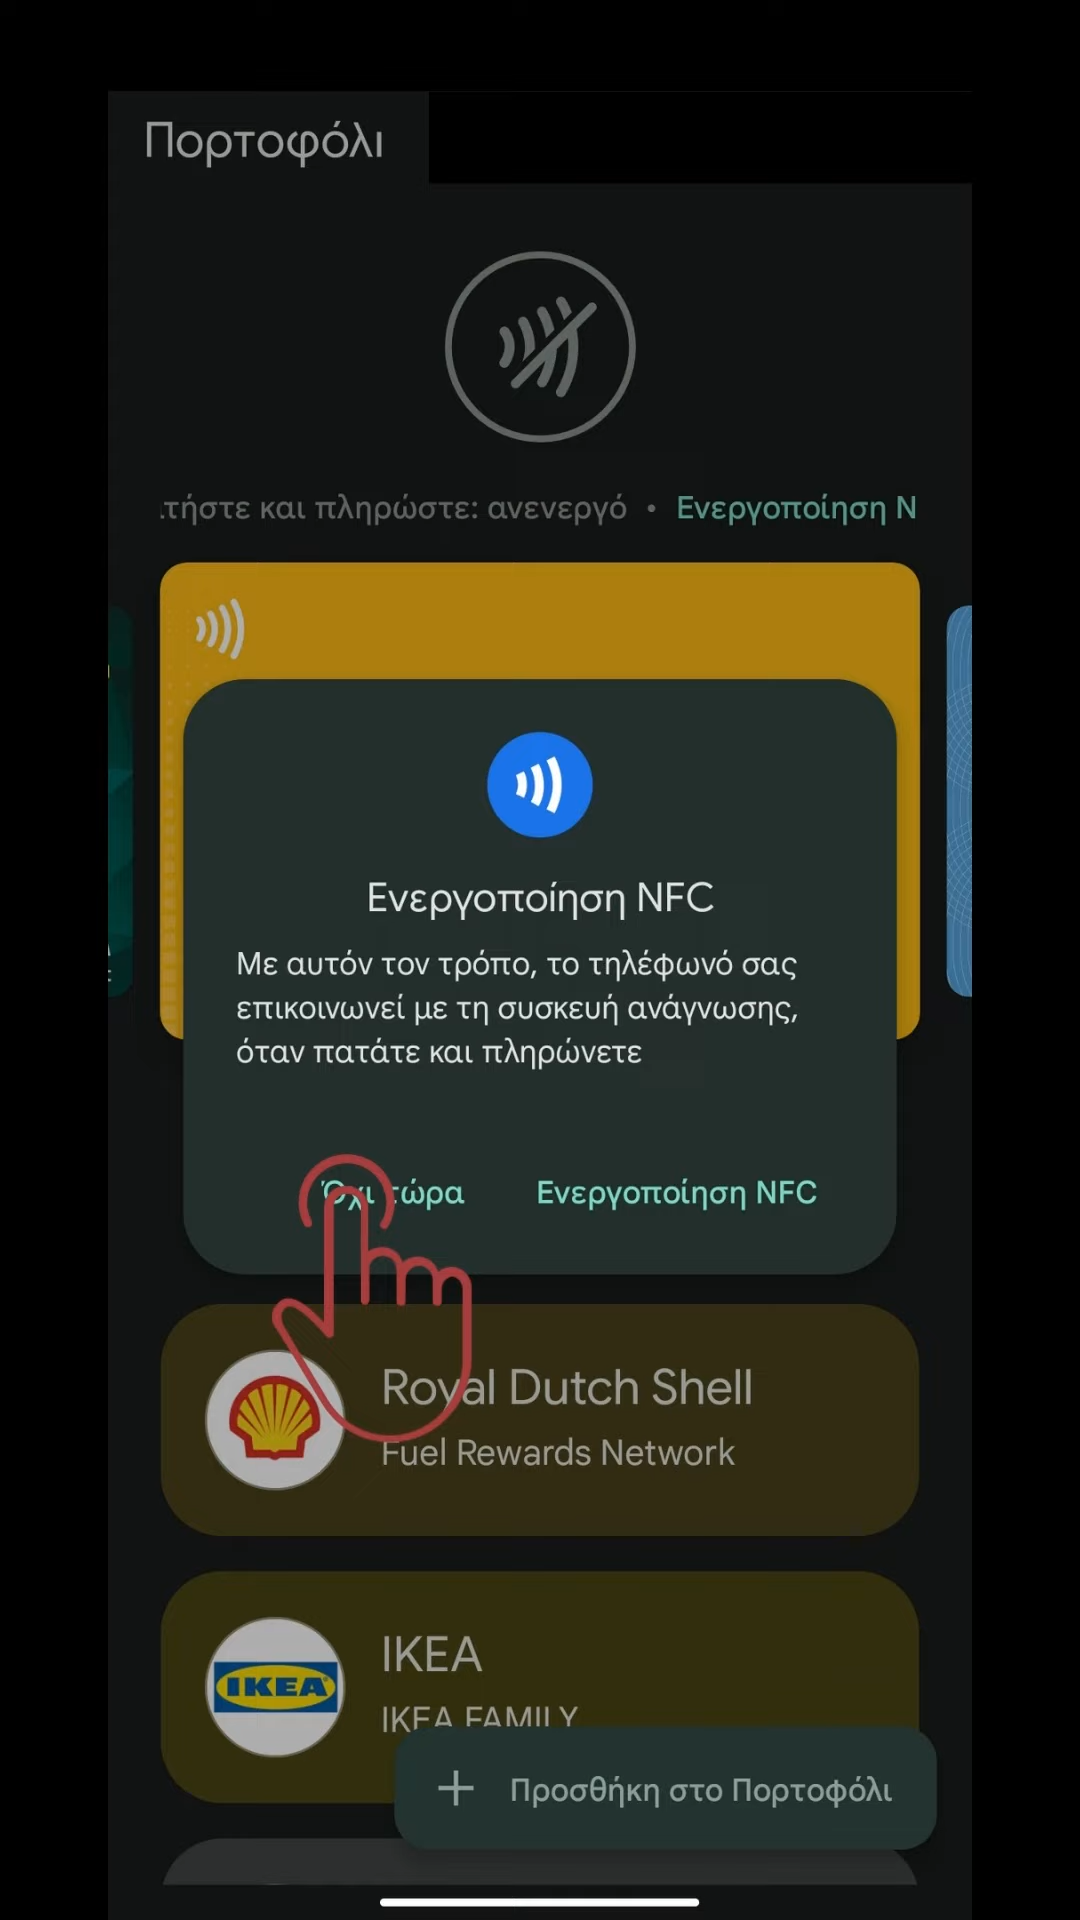 Πορτοφόλι
τήστε και πληρώστε: ανενεργό • Ενεργοποίηση N
Ενεργοποίηση NFC
Με αυτόν τον τρόπο, το τηλέφωνό σας
επικοινωνεί με τη συσκευή ανάγνωσης,
όταν πατάτε και πληρώνετε
Όχι τώρα Ενεργοποίηση NFC
Royal Dutch Shell
Fuel Rewards Network
IKEA
IKEA
IKEA FAMILY
Προσθήκη στο Πορτοφόλι